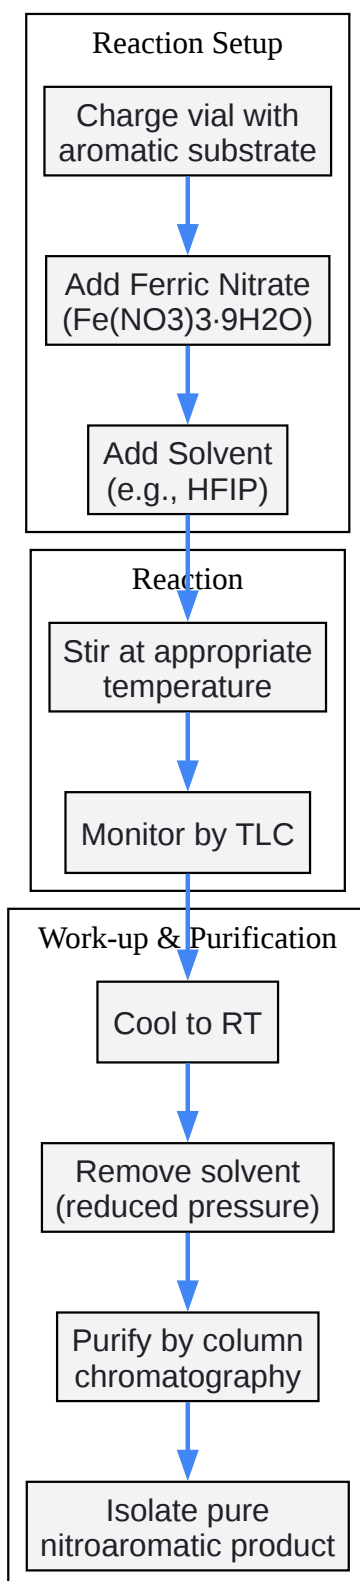 Reaction Setup
Charge vial with
aromatic substrate
Add Ferric Nitrate
(Fe(NO3)3·9H2O)
Add Solvent
(e.g., HFIP)
Reaction
Stir at appropriate
temperature
Monitor by TLC
Work-up & Purification
Cool to RT
Remove solvent
(reduced pressure)
Purify by column
chromatography
Isolate pure
nitroaromatic product